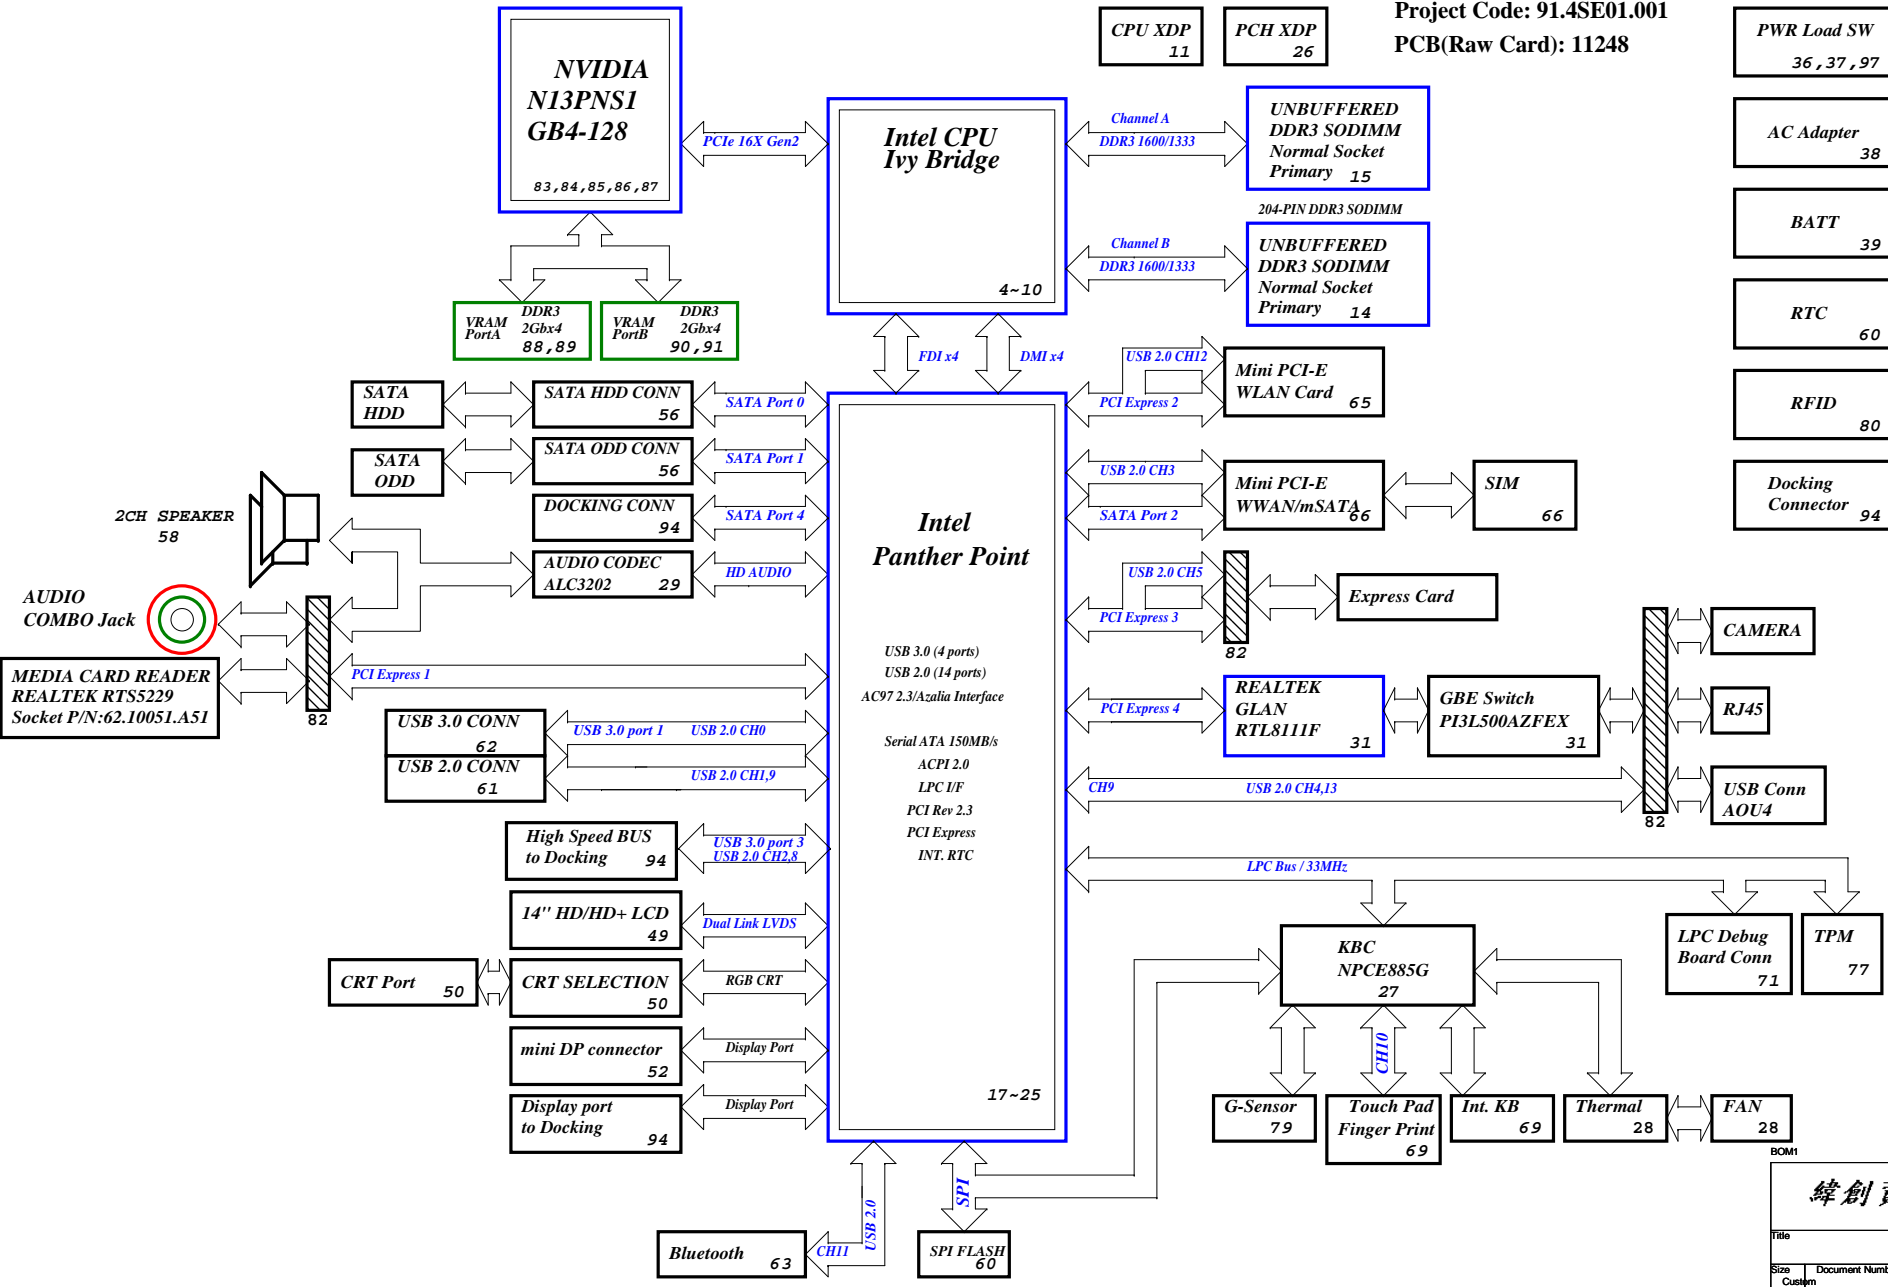 Project Code: 91.4SE01.001
PCB(Raw Card): 11248
CPU XDP
11
PCH XDP
26
PWR Load SW
36,37,97
AC Adapter
38
BATT
39
RTC
60
RFID
80
Docking
Connector
94
NVIDIA
N13PNS1
GB4-128
83,84,85,86,87
PCIe 16X Gen2
Intel CPU
Ivy Bridge
4~10
Channel A
DDR3 1600/1333
UNBUFFERED
DDR3 SODIMM
Normal Socket
Primary 15
204-PIN DDR3 SODIMM
Channel B
DDR3 1600/1333
UNBUFFERED
DDR3 SODIMM
Normal Socket
Primary 14
VRAM
PortA
DDR3
2Gbx4
88,89
VRAM
PortB
DDR3
2Gbx4
90,91
FDI x4
DMI x4
SATA
HDD
SATA HDD CONN
56
SATA Port 0
SATA
ODD
SATA ODD CONN
56
SATA Port 1
DOCKING CONN
94
SATA Port 4
2CH SPEAKER
58
AUDIO CODEC
ALC3202
29
HD AUDIO
AUDIO
COMBO Jack
MEDIA CARD READER
REALTEK RTS5229
Socket P/N:62.10051.A51
82
PCI Express 1
USB 3.0 CONN
62
USB 3.0 port 1
USB 2.0 CH0
USB 2.0 CONN
61
USB 2.0 CH1,9
High Speed BUS
to Docking
94
USB 3.0 port 3
USB 2.0 CH2,8
14'' HD/HD+ LCD
49
Dual Link LVDS
CRT Port
50
CRT SELECTION
50
RGB CRT
mini DP connector
52
Display Port
Display port
to Docking
94
Display Port
Intel
Panther Point
USB 3.0 (4 ports)
USB 2.0 (14 ports)
AC97 2.3/Azalia Interface
Serial ATA 150MB/s
ACPI 2.0
LPC I/F
PCI Rev 2.3
PCI Express
INT. RTC
17~25
USB 2.0 CH12
PCI Express 2
Mini PCI-E
WLAN Card
65
USB 2.0 CH3
SATA Port 2
Mini PCI-E
WWAN/mSATA
66
SIM
66
USB 2.0 CH5
PCI Express 3
82
Express Card
PCI Express 4
REALTEK
GLAN
RTL8111F
31
GBE Switch
PI3L500AZFEX
31
CAMERA
RJ45
CH9
USB 2.0 CH4,13
82
USB Conn
AOU4
LPC Bus / 33MHz
KBC
NPCE885G
27
LPC Debug
Board Conn
71
TPM
77
CH10
G-Sensor
79
Touch Pad
Finger Print
69
Int. KB
69
Thermal
28
FAN
28
SPI
SPI FLASH
60
USB 2.0
CH11
Bluetooth
63
BOM1
緯創
Title
Size
Custom
Document Numb